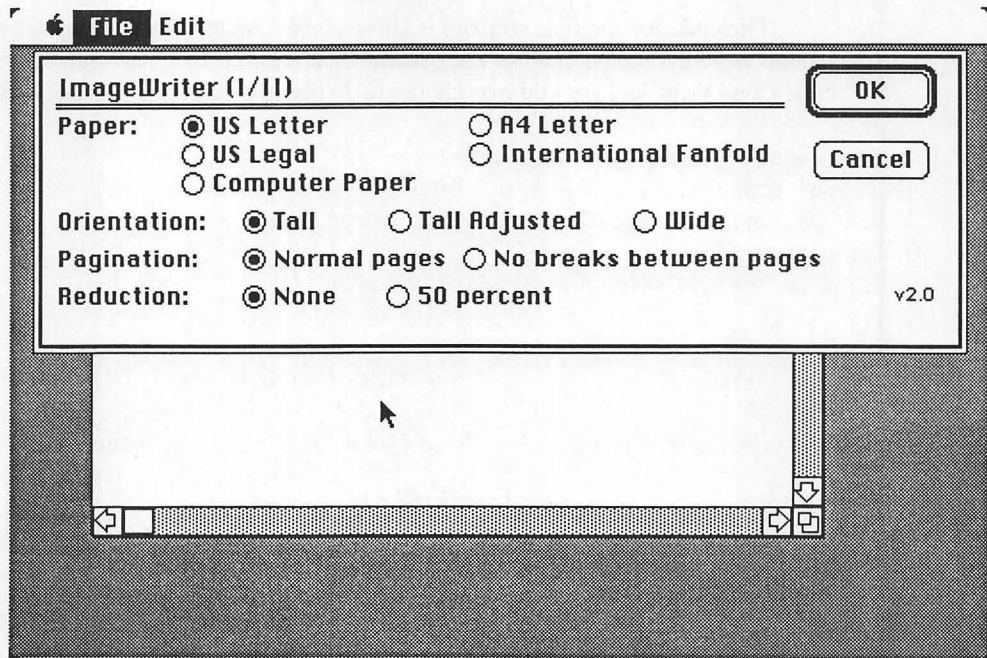 File Edit
ImageWriter (I/II)
OK
Paper: US Letter A4 Letter
US Legal International Fanfold
Cancel
Computer Paper
Orientation: Tall Tall Adjusted Wide
Pagination: Normal pages No breaks between pages
Reduction: None 50 percent
v2.0